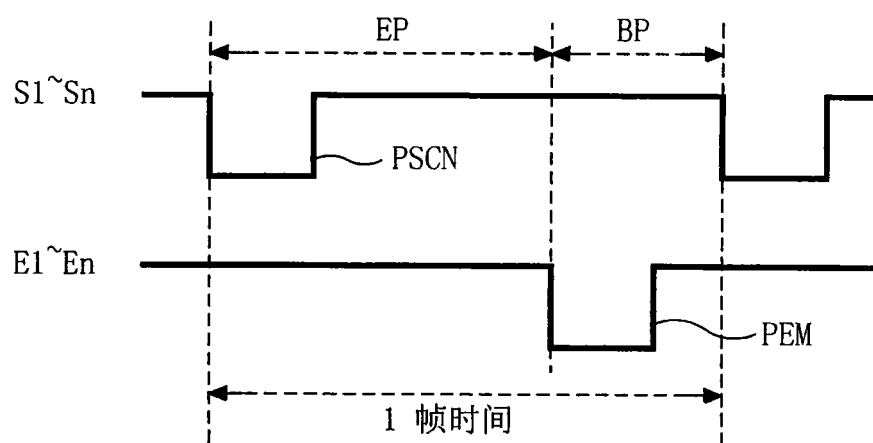 EP
BP
S1~Sn
PSCN
E1~En
PEM
1 帧时间